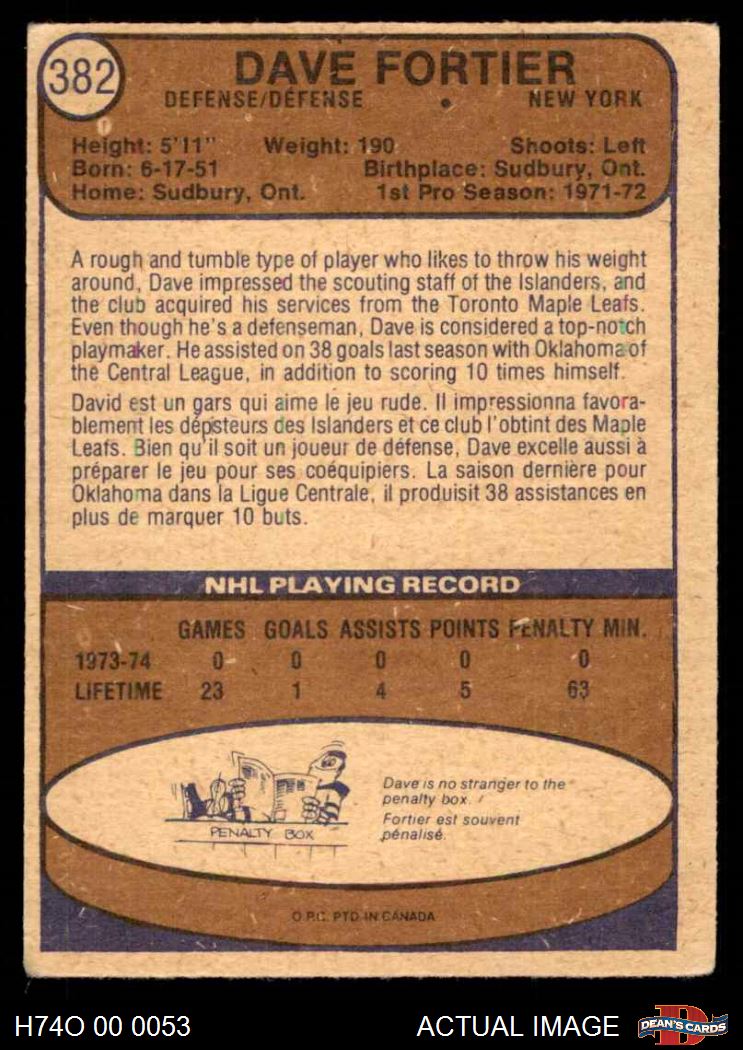 382
DAVE FORTIER
DEFENSE/DÉFENSE • NEW YORK
Height: 5'11" Weight: 190 Shoots: Left
Born: 6-17-51 Birthplace: Sudbury, Ont.
Home: Sudbury, Ont. 1st Pro Season: 1971-72
A rough and tumble type of player who likes to throw his weight
around, Dave impressed the scouting staff of the Islanders, and
the club acquired his services from the Toronto Maple Leafs.
Even though he's a defenseman, Dave is considered a top-notch
playmaker. He assisted on 38 goals last season with Oklahoma of
the Central League, in addition to scoring 10 times himself.
David est un gars qui aime le jeu rude. Il impressionna favora-
blement les dépisteurs des Islanders et ce club l'obtint des Maple
Leafs. Bien qu'il soit un joueur de défense, Dave excelle aussi à
préparer le jeu pour ses coéquipiers. La saison dernière pour
Oklahoma dans la Ligue Centrale, il produisit 38 assistances en
plus de marquer 10 buts.
NHL PLAYING RECORD
GAMES GOALS ASSISTS POINTS PENALTY MIN.
1973-74 0 0 0 0 0
LIFETIME 23 1 4 5 63
PENALTY BOX
Dave is no stranger to the
penalty box.
Fortier est souvent
pénalisé.
O.P.C. PTD IN CANADA
H74O 00 0053 ACTUAL IMAGE DEAN'S CARDS